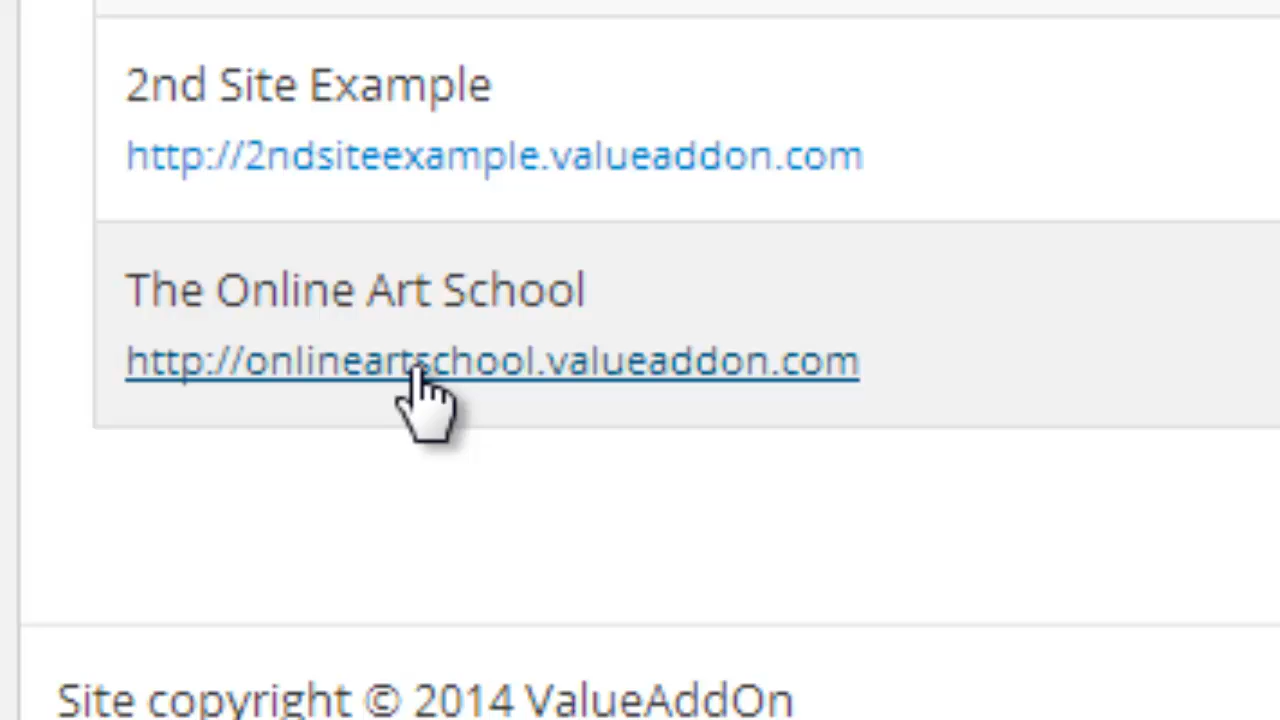 2nd Site Example
http://2ndsiteexample.valueaddon.com
The Online Art School
http://onlineartschool.valueaddon.com
Site copyright © 2014 ValueAddOn